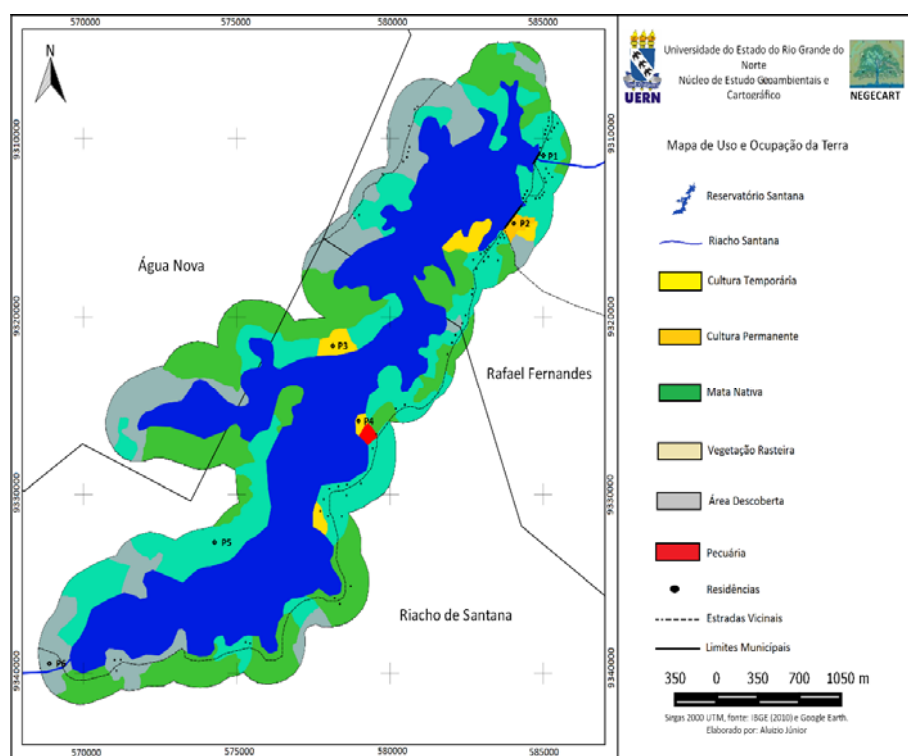 570000
575000
580000
585000
N
9310000
9310000
P1
P2
Água Nova
9320000
9320000
P3
Rafael Fernandes
P4
9330000
9330000
P5
Riacho de Santana
P6
9340000
9340000
570000
575000
580000
585000
UERN
Universidade do Estado do Rio Grande do
Norte
Núcleo de Estudo Geoambientais e
Cartográfico
NEGECART
Mapa de Uso e Ocupação da Terra
Reservatório Santana
Riacho Santana
Cultura Temporária
Cultura Permanente
Mata Nativa
Vegetação Rasteira
Área Descoberta
Pecuária
Residências
Estradas Vicinais
Limites Municipais
350 0 350 700 1050 m
Sirgas 2000 UTM, fonte: IBGE (2010) e Google Earth.
Elaborado por: Aluizio Júnior